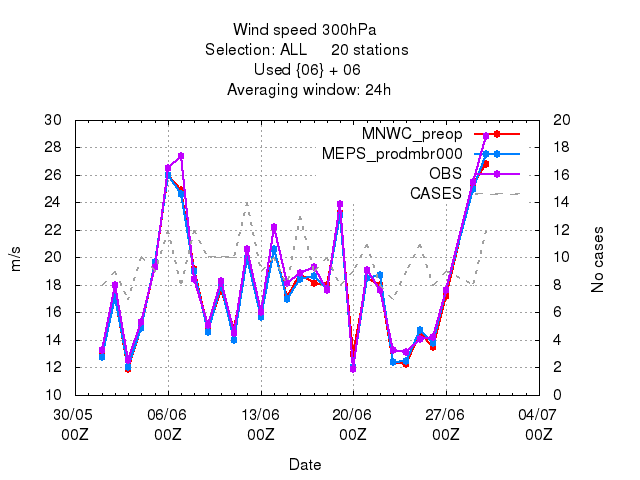 Wind speed 300hPa
Selection: ALL     20 stations
Used {06} + 06
Averaging window: 24h
30 20
MNWC_preop
28 18
MEPS_prodmbr000
26 16
OBS
24 14
CASES
22 12
20 10
18 8
16 6
14 4
12 2
10 0
m/s
No cases
30/05 06/06 13/06 20/06 27/06 04/07
00Z 00Z 00Z 00Z 00Z 00Z
Date